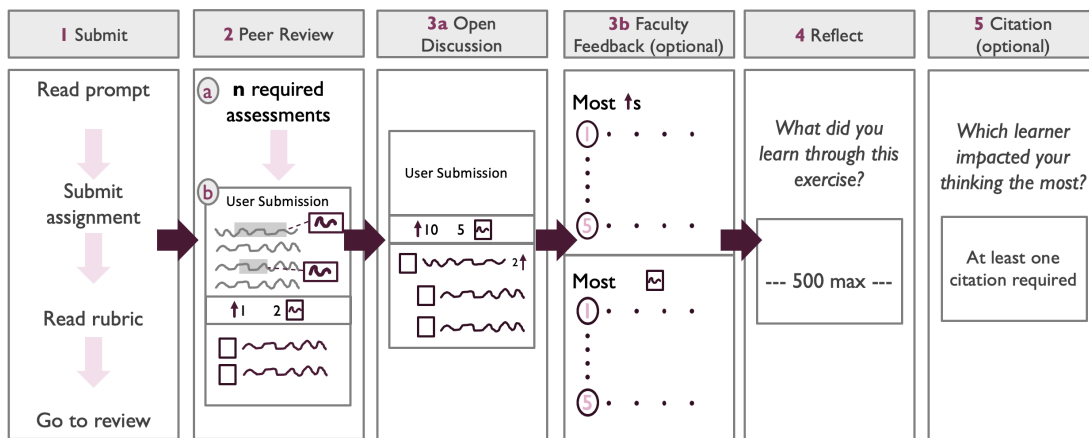 1 Submit
2 Peer Review
3a Open
Discussion
3b Faculty
Feedback (optional)
4 Reflect
5 Citation
(optional)
Read prompt
Submit
assignment
Read rubric
Go to review
a
n required
assessments
b
User Submission
1 2
User Submission
10 5
2
Most ↑s
1
5
Most
1
5
What did you
learn through this
exercise?
--- 500 max ---
Which learner
impacted your
thinking the most?
At least one
citation required